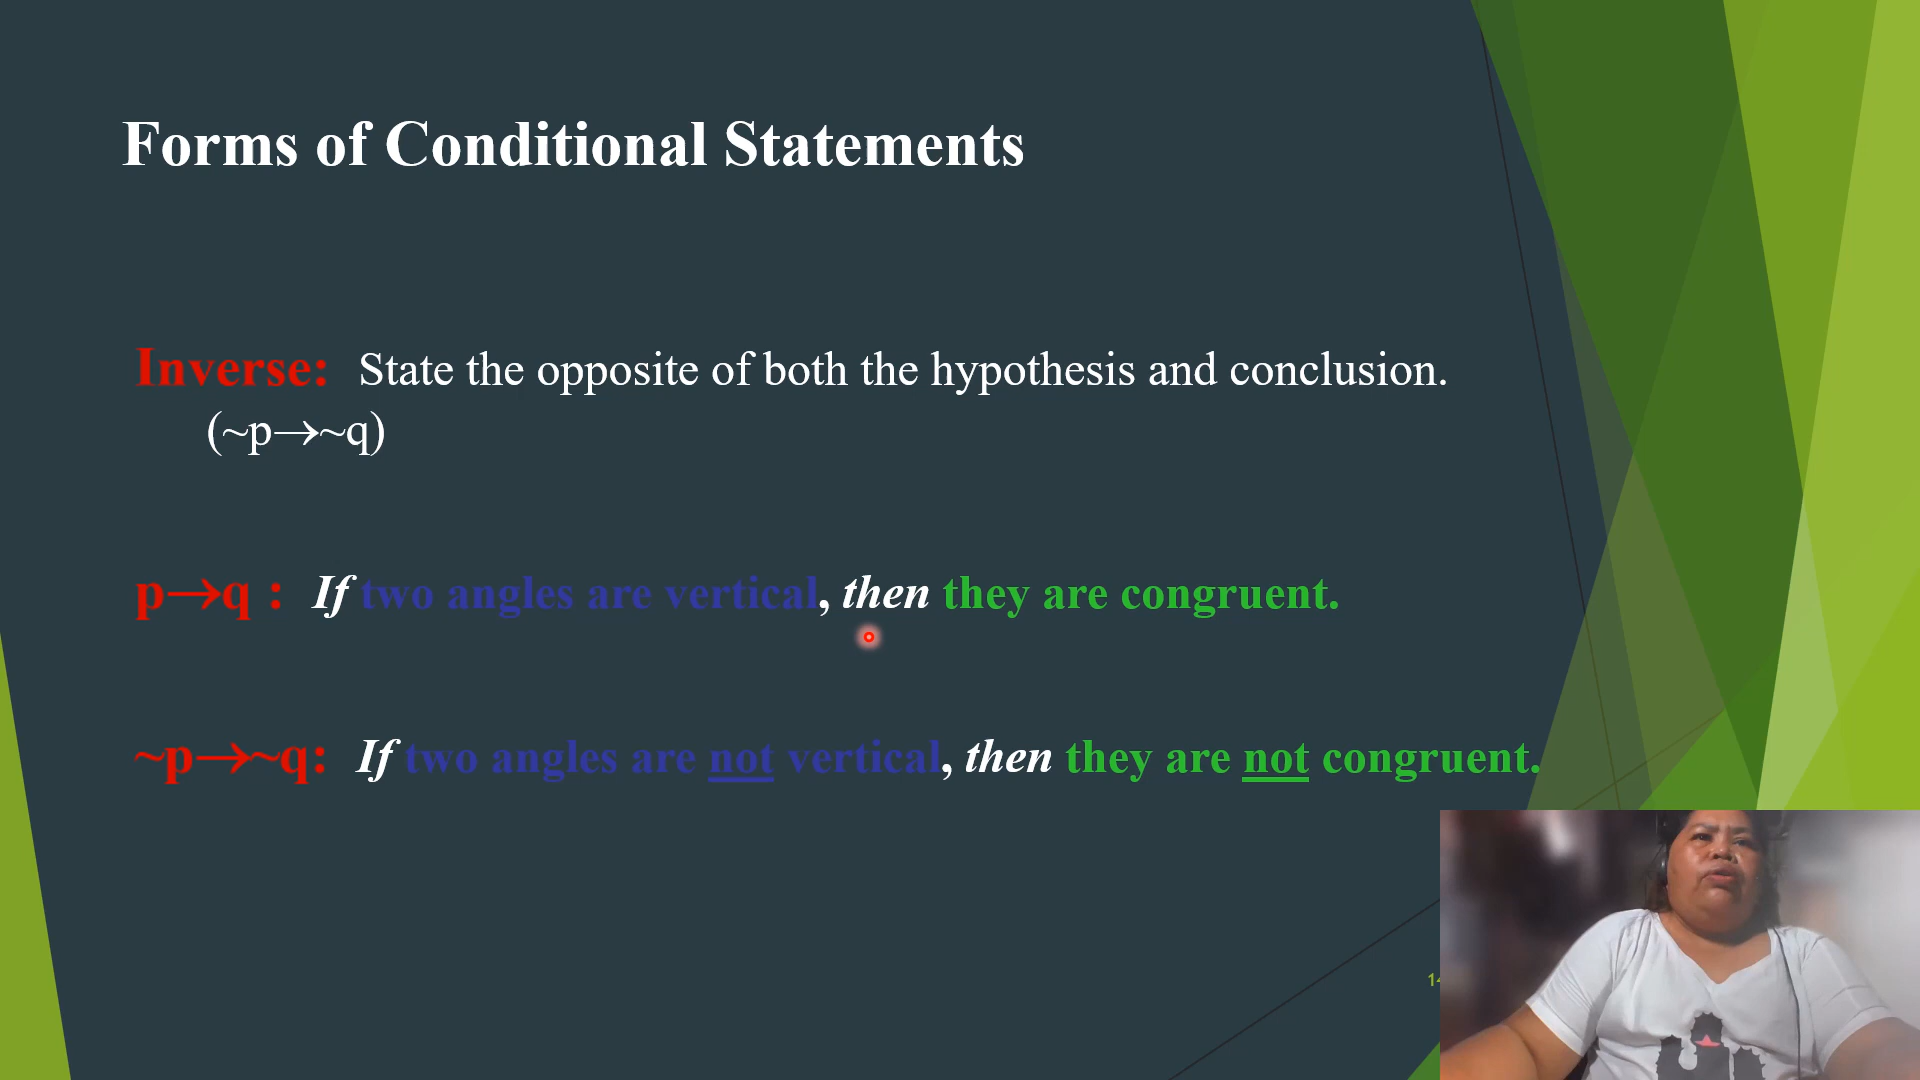 Forms of Conditional Statements
Inverse: State the opposite of both the hypothesis and conclusion.
(~p→~q)
p→q : If two angles are vertical, then they are congruent.
~p→~q: If two angles are not vertical, then they are not congruent.